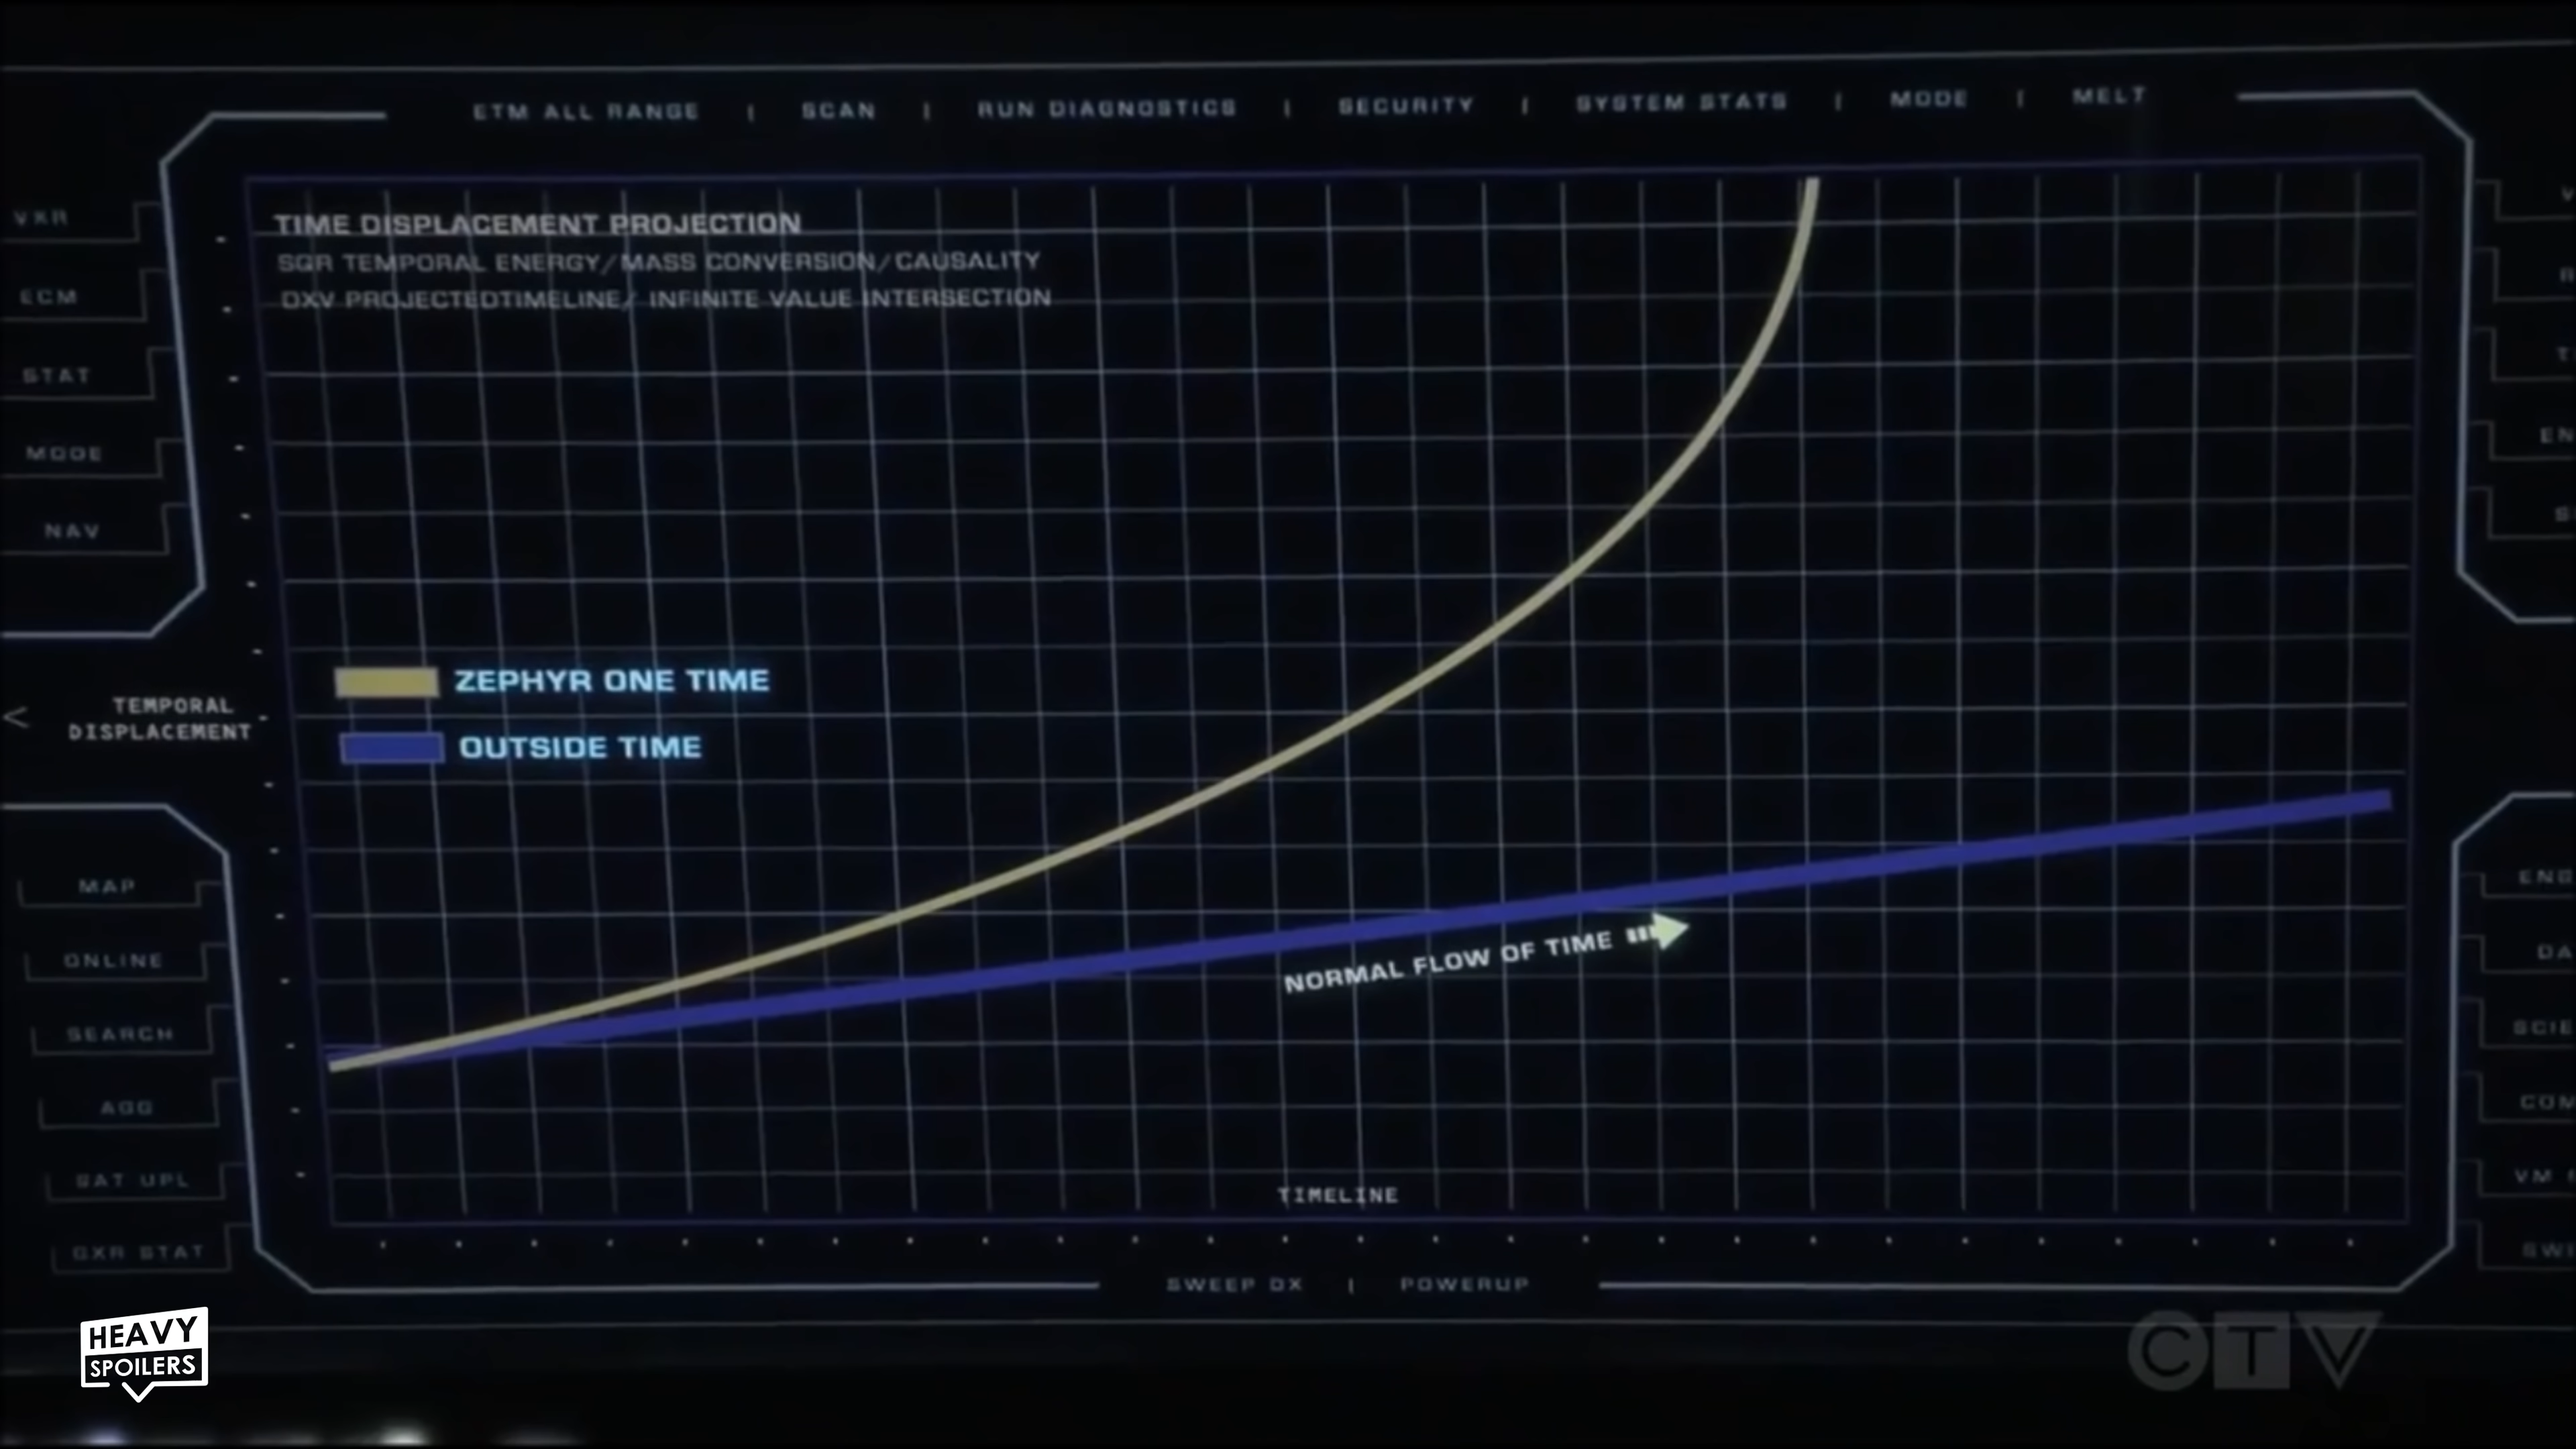 ETM ALL RANGE | SCAN | RUN DIAGNOSTICS | SECURITY | SYSTEM STATS | MODE | MELT
VXR
ECM
STAT
MODE
NAV
TIME DISPLACEMENT PROJECTION
SQR TEMPORAL ENERGY/MASS CONVERSION/CAUSALITY
DXV PROJECTEDTIMELINE/ INFINITE VALUE INTERSECTION
ZEPHYR ONE TIME
OUTSIDE TIME
< TEMPORAL
DISPLACEMENT
NORMAL FLOW OF TIME
MAP
ONLINE
SEARCH
AGG
SAT UPL
GXR STAT
TIMELINE
SWEEP DX | POWERUP
HEAVY
SPOILERS
CTV